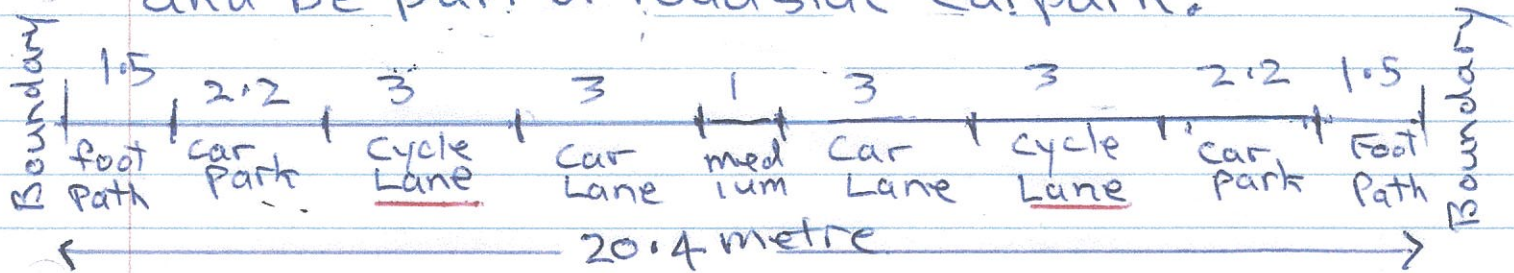 and be part of roadside carpark.
Boundary
1.5 2.2 3 3 1 3 3 2.2 1.5
foot Path
car Park
Cycle Lane
Car Lane
med ium
Car Lane
Cycle Lane
Car park
Foot Path
Boundary
20.4 metre